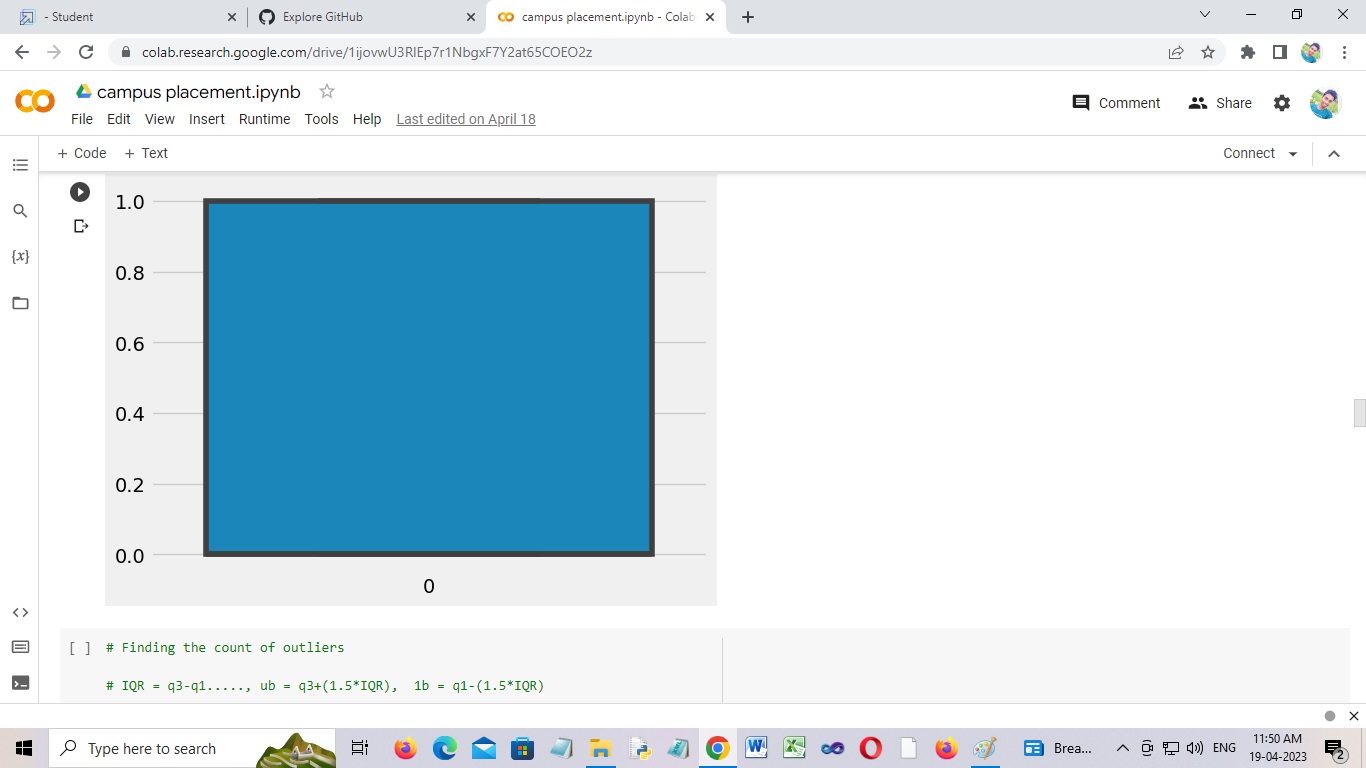 - Student
Explore GitHub
campus placement.ipynb - Colab
colab.research.google.com/drive/1ijovwU3RlEp7r1NbgxF7Y2at65COEO2z
campus placement.ipynb
File Edit View Insert Runtime Tools Help Last edited on April 18
Comment Share
+ Code + Text
Connect
{x}
1.0
0.8
0.6
0.4
0.2
0.0
0
[ ] # Finding the count of outliers
# IQR = q3-q1....., ub = q3+(1.5*IQR), 1b = q1-(1.5*IQR)
Type here to search
Brea...
ENG
11:50 AM
19-04-2023
2